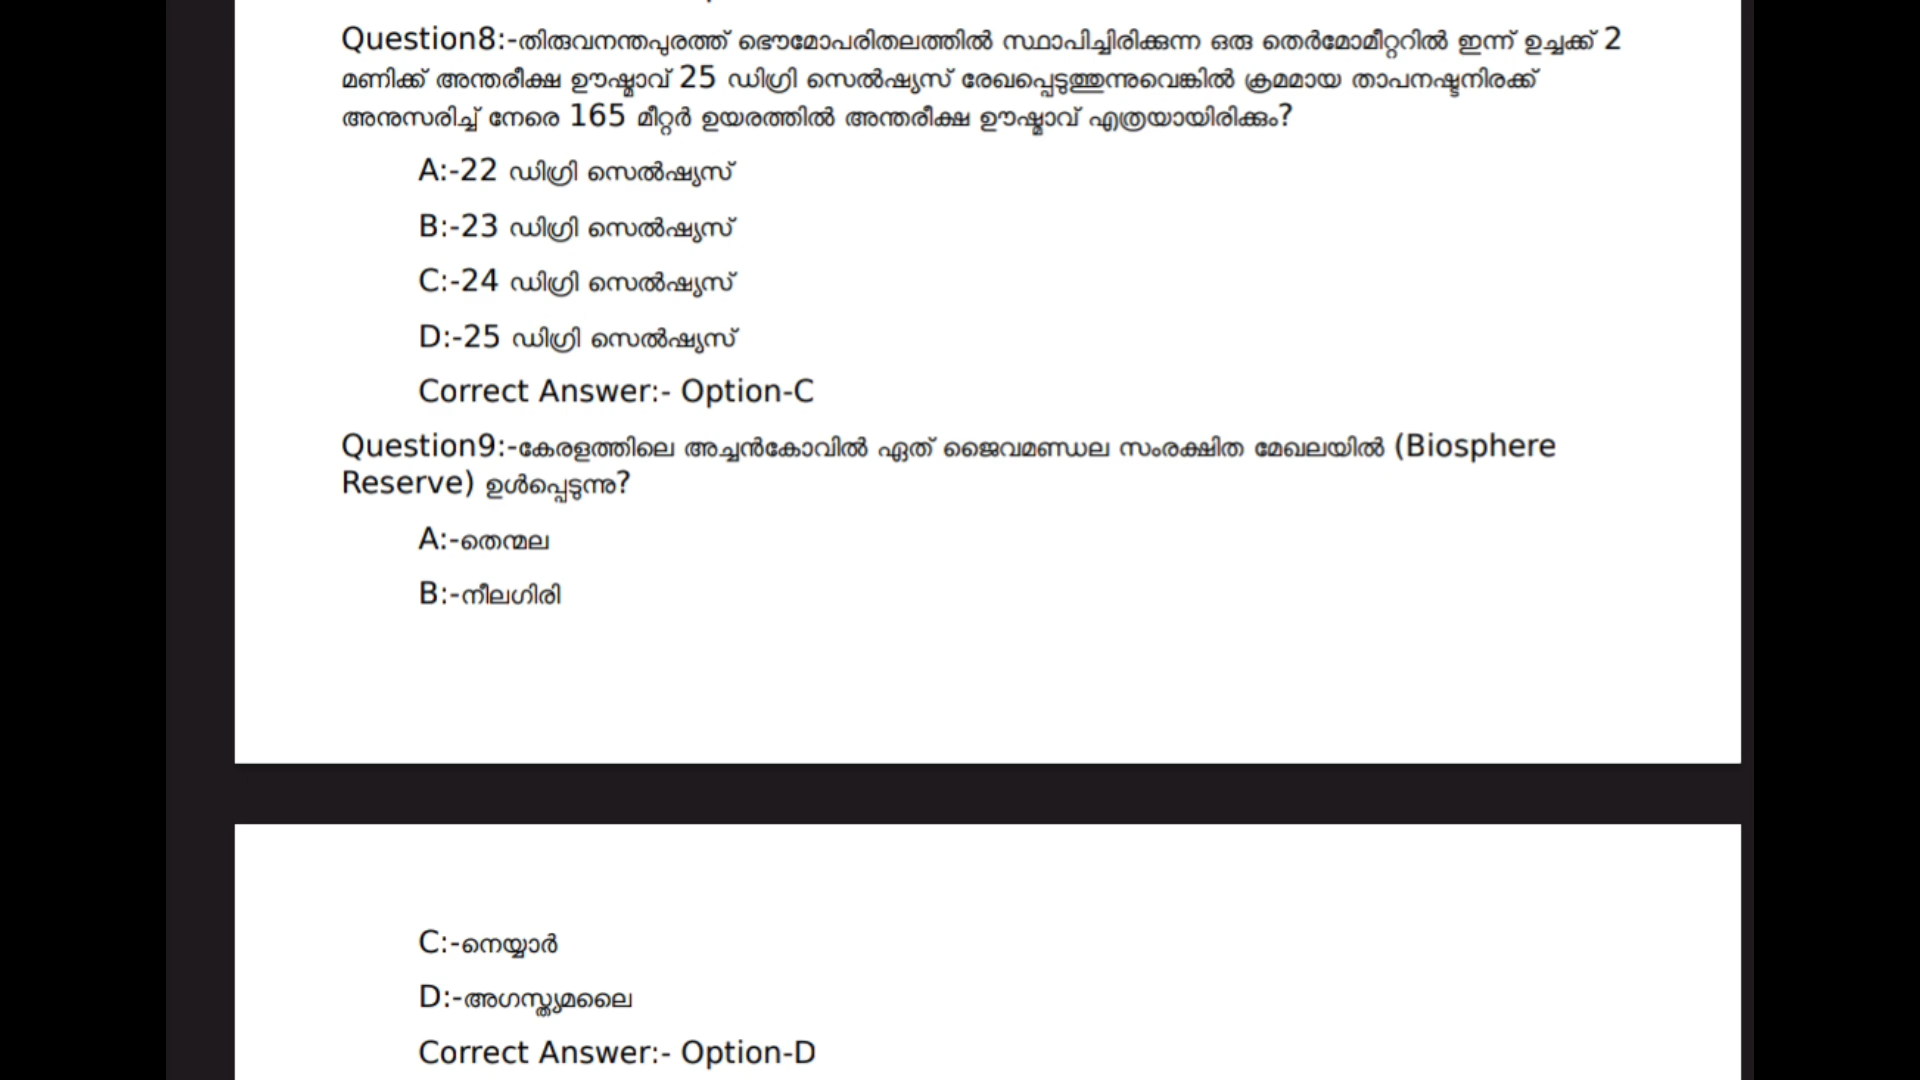 Question8:-തിരുവനന്തപുരത്ത് ഭൌമോപരിതലത്തിൽ സ്ഥാപിച്ചിരിക്കുന്ന ഒരു തെർമോമീറ്ററിൽ ഇന്ന് ഉച്ചക്ക് 2
മണിക്ക് അന്തരീക്ഷ ഊഷ്മാവ് 25 ഡിഗ്രി സെൽഷ്യസ് രേഖപ്പെടുത്തുന്നുവെങ്കിൽ ക്രമമായ താപനഷ്ടനിരക്ക്
അനുസരിച്ച് നേരെ 165 മീറ്റർ ഉയരത്തിൽ അന്തരീക്ഷ ഊഷ്മാവ് എത്രയായിരിക്കും?
A:-22 ഡിഗ്രി സെൽഷ്യസ്
B:-23 ഡിഗ്രി സെൽഷ്യസ്
C:-24 ഡിഗ്രി സെൽഷ്യസ്
D:-25 ഡിഗ്രി സെൽഷ്യസ്
Correct Answer:- Option-C
Question9:-കേരളത്തിലെ അച്ചൻകോവിൽ ഏത് ജൈവമണ്ഡല സംരക്ഷിത മേഖലയിൽ (Biosphere
Reserve) ഉൾപ്പെടുന്നു?
A:-തെന്മല
B:-നീലഗിരി
C:-നെയ്യാർ
D:-അഗസ്ത്യമലൈ
Correct Answer:- Option-D